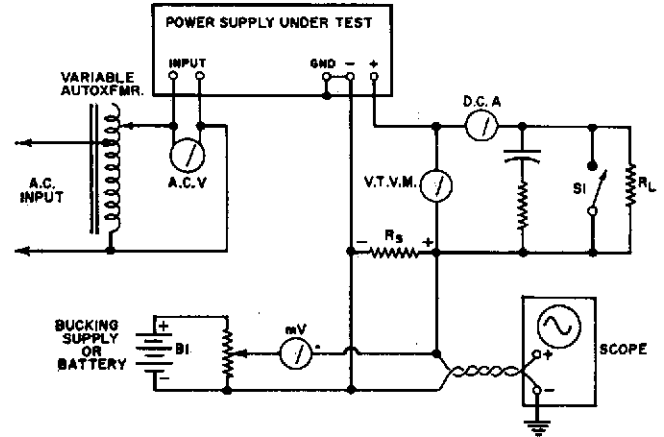 POWER SUPPLY UNDER TEST
INPUT
GND
-
+
VARIABLE
AUTOXFMR.
D.C.A
A.C.V
A.C.
INPUT
V.T.V.M.
S1
RL
-
RS
+
BUCKING
SUPPLY
OR
BATTERY
+
B1
-
mV
+
-
SCOPE